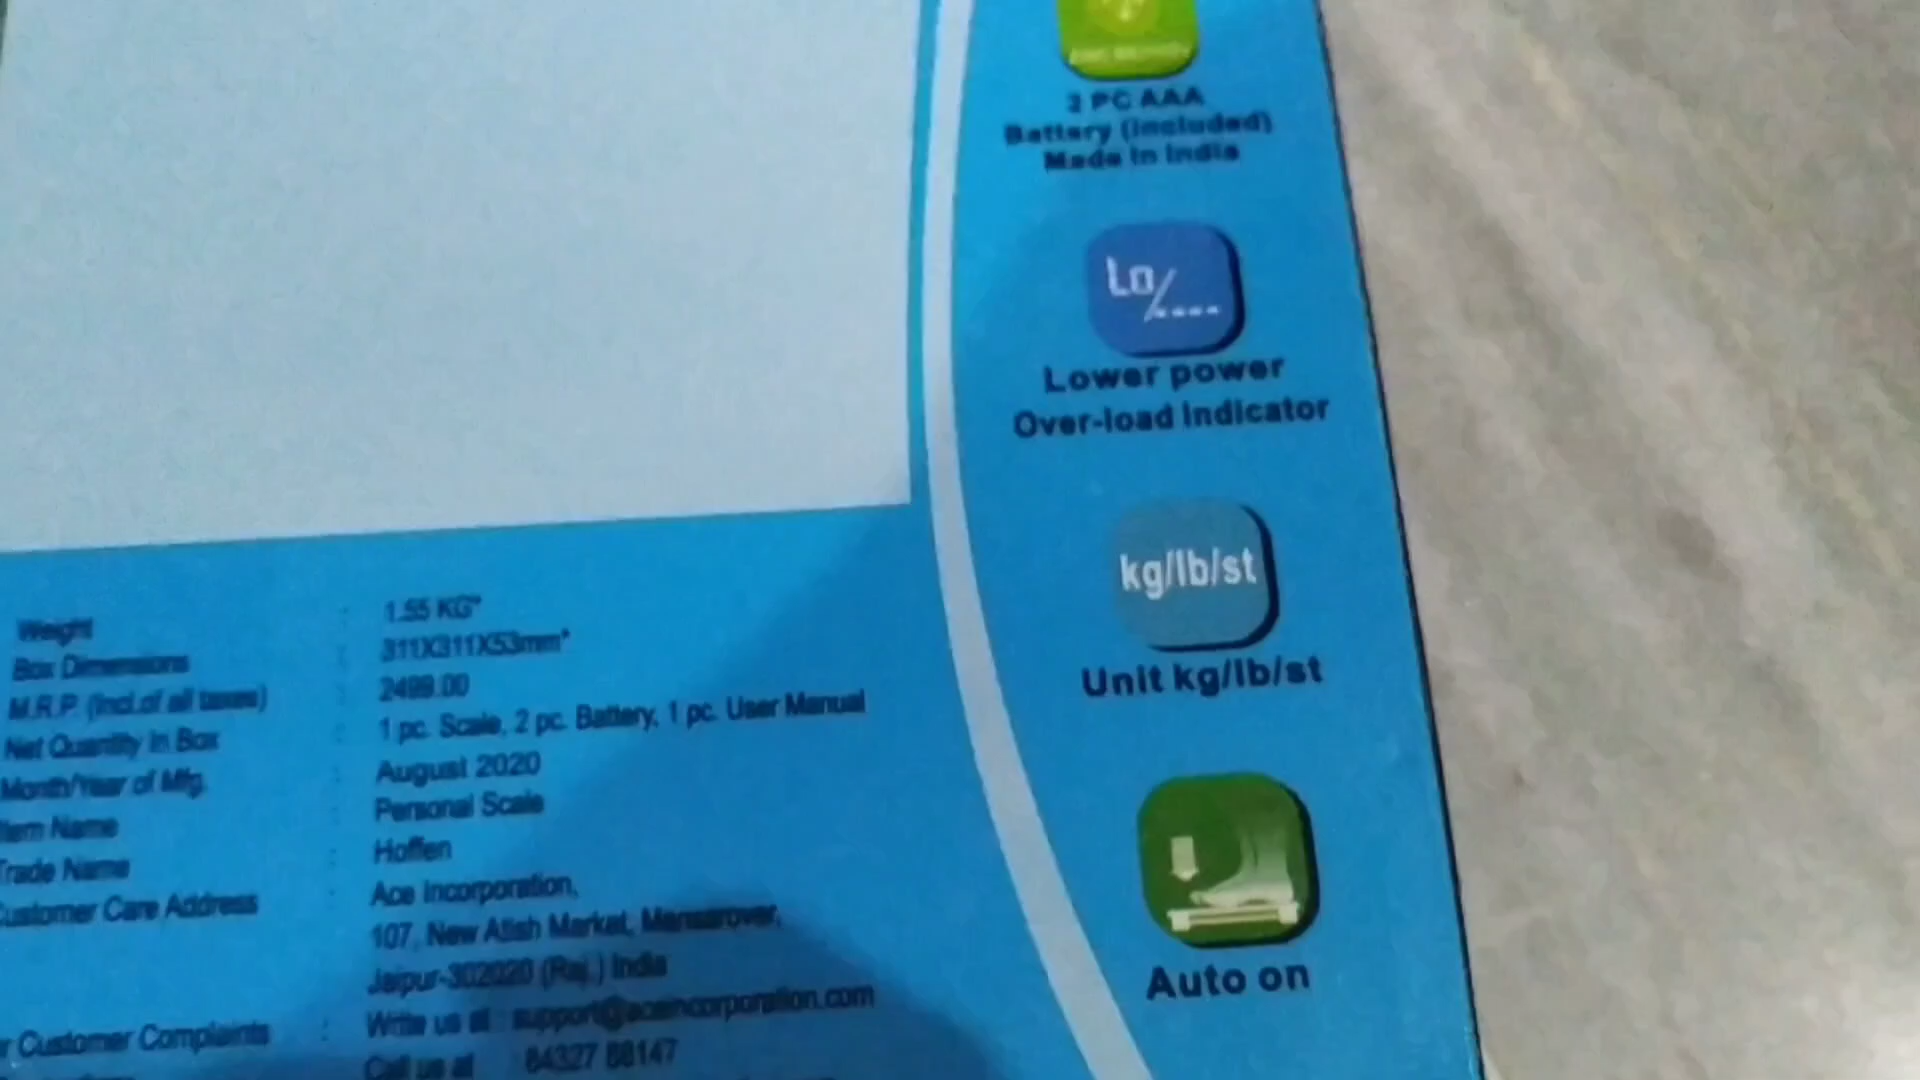 2 PC AAA
Battery (included)
Made in India
Lo/----
Lower power
Over-load indicator
kg/lb/st
Unit kg/lb/st
Auto on
Weight : 1.55 KG*
Box Dimensions : 311X311X53mm*
M.R.P. (Incl.of all taxes) : 2499.00
Net Quantity In Box : 1 pc. Scale, 2 pc. Battery, 1 pc. User Manual
Month/Year of Mfg. : August 2020
Item Name : Personal Scale
Trade Name : Hoffen
Customer Care Address : Ace Incorporation,
107, New Atish Market, Mansarover,
Jaipur-302020 (Raj.) India
Customer Complaints : Write us at : support@aceincorporation.com
Call us at 84327 88147